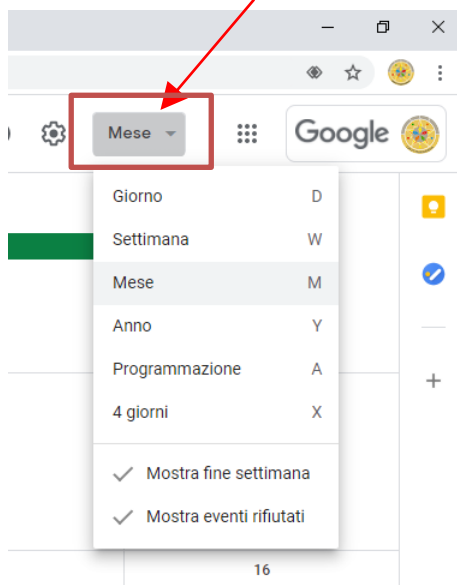 Mese
Google
Giorno D
Settimana W
Mese M
Anno Y
Programmazione A
4 giorni X
Mostra fine settimana
Mostra eventi rifiutati
16